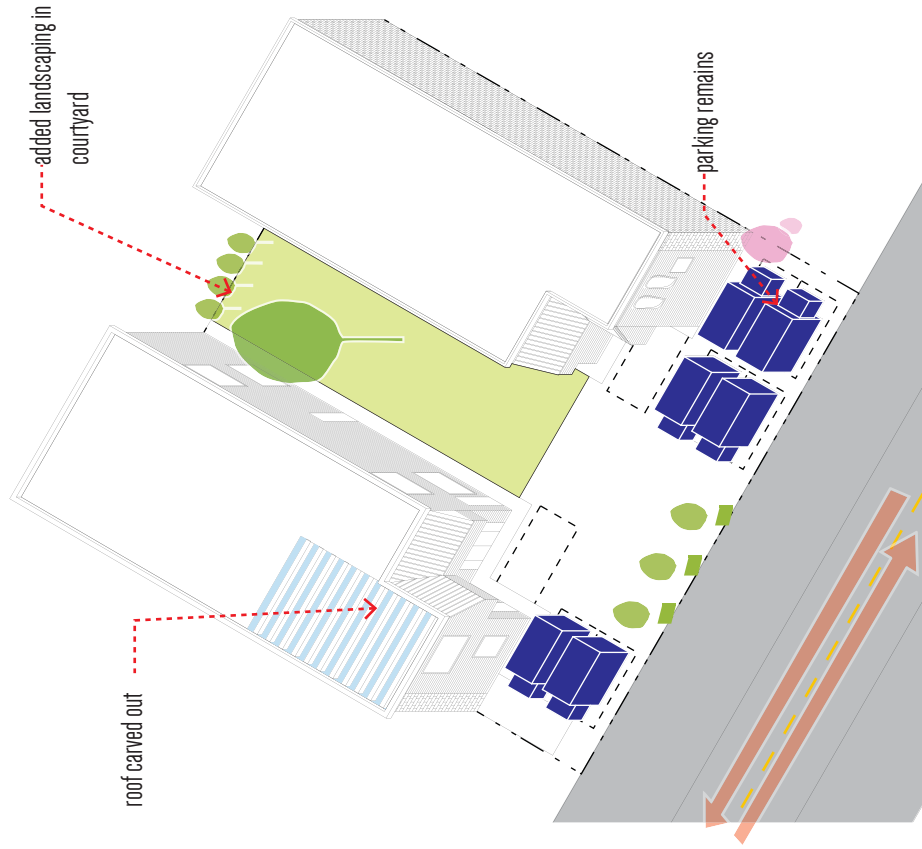 added landscaping in
courtyard
parking remains
roof carved out